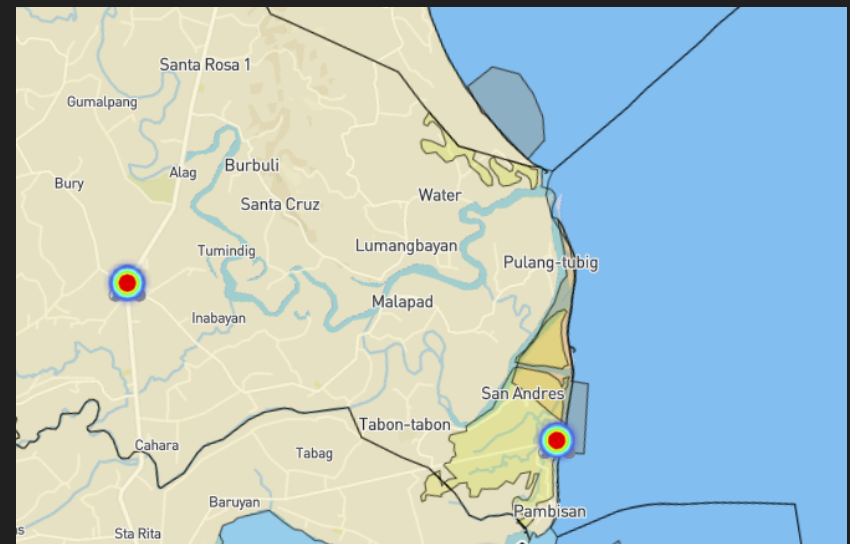 Santa Rosa 1
Gumalpang
Burbuli
Alag
Bury
Water
Santa Cruz
Lumangbayan
Tumindig
Pulang-tubig
Malapad
Inabayan
San Andres
Tabon-tabon
Cahara
Tabag
Baruyan
Pambisan
Sta Rita